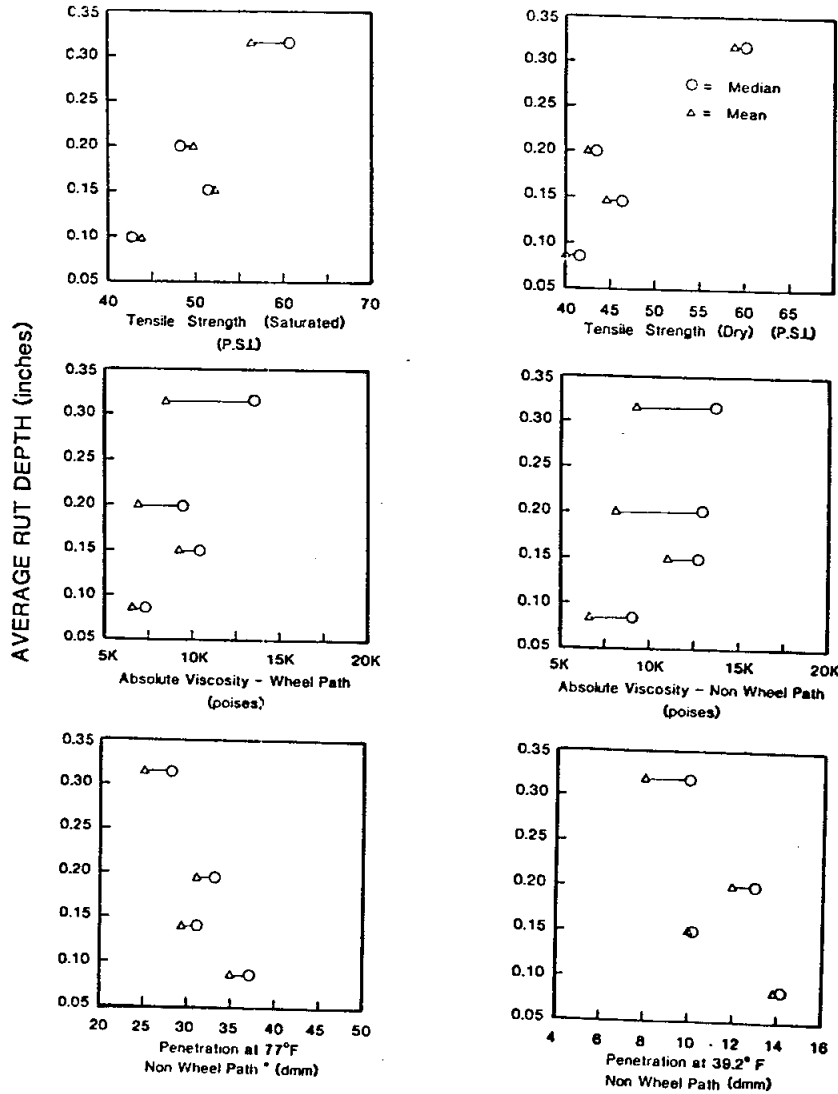 AVERAGE RUT DEPTH (inches)
0.35
0.30
0.25
0.20
0.15
0.10
0.05
40 50 60 70
Tensile Strength (Saturated)
(P.S.I.)
0.35
0.30
0.25
0.20
0.15
0.10
0.05
○ = Median
△ = Mean
40 45 50 55 60 65
Tensile Strength (Dry) (P.S.I.)
0.35
0.30
0.25
0.20
0.15
0.10
0.05
5K 10K 15K 20K
Absolute Viscosity - Wheel Path
(poises)
0.35
0.30
0.25
0.20
0.15
0.10
0.05
5K 10K 15K 20K
Absolute Viscosity - Non Wheel Path
(poises)
0.35
0.30
0.25
0.20
0.15
0.10
0.05
20 25 30 35 40 45 50
Penetration at 77°F
Non Wheel Path * (dmm)
0.35
0.30
0.25
0.20
0.15
0.10
0.05
4 6 8 10 12 14 16
Penetration at 39.2° F
Non Wheel Path (dmm)